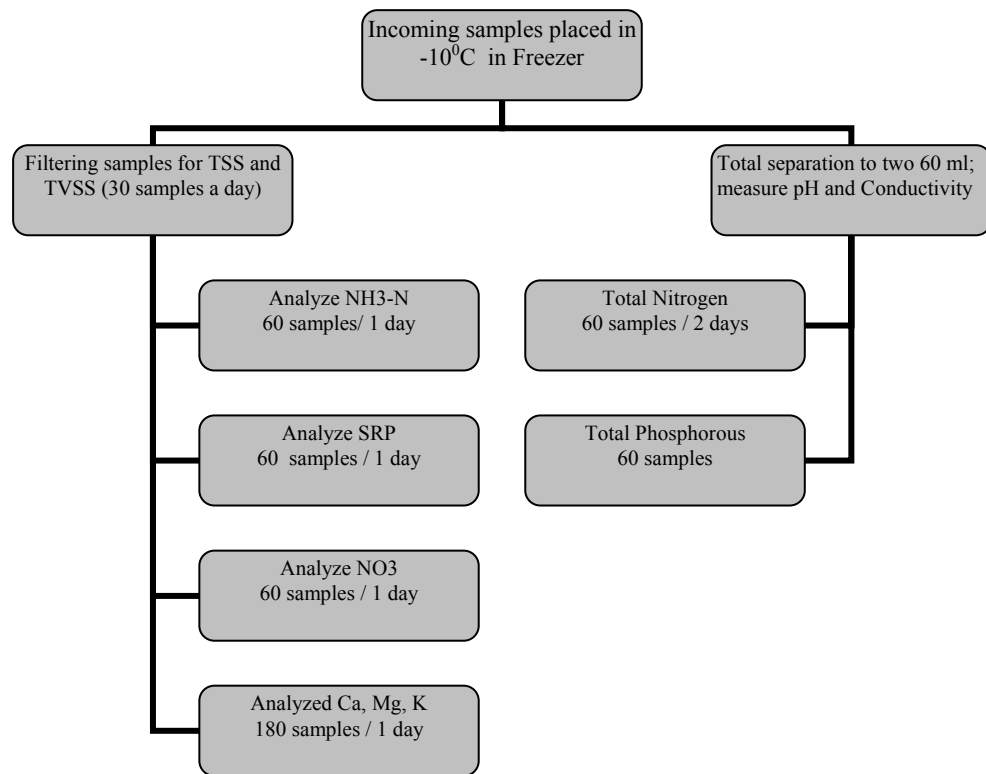 Incoming samples placed in
-10⁰C in Freezer
Filtering samples for TSS and
TVSS (30 samples a day)
Total separation to two 60 ml;
measure pH and Conductivity
Analyze NH3-N
60 samples/ 1 day
Total Nitrogen
60 samples / 2 days
Analyze SRP
60 samples / 1 day
Total Phosphorous
60 samples
Analyze NO3
60 samples / 1 day
Analyzed Ca, Mg, K
180 samples / 1 day